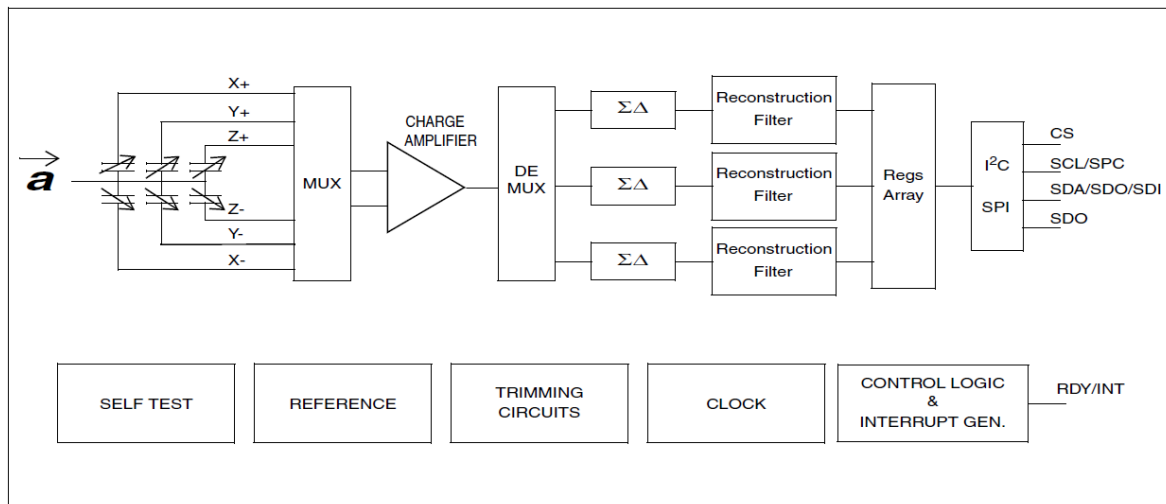 X+
Y+
Z+
a
Z-
Y-
X-
MUX
CHARGE
AMPLIFIER
DE
MUX
ΣΔ
ΣΔ
ΣΔ
Reconstruction
Filter
Reconstruction
Filter
Reconstruction
Filter
Regs
Array
I²C
SPI
CS
SCL/SPC
SDA/SDO/SDI
SDO
SELF TEST
REFERENCE
TRIMMING
CIRCUITS
CLOCK
CONTROL LOGIC
&
INTERRUPT GEN.
RDY/INT